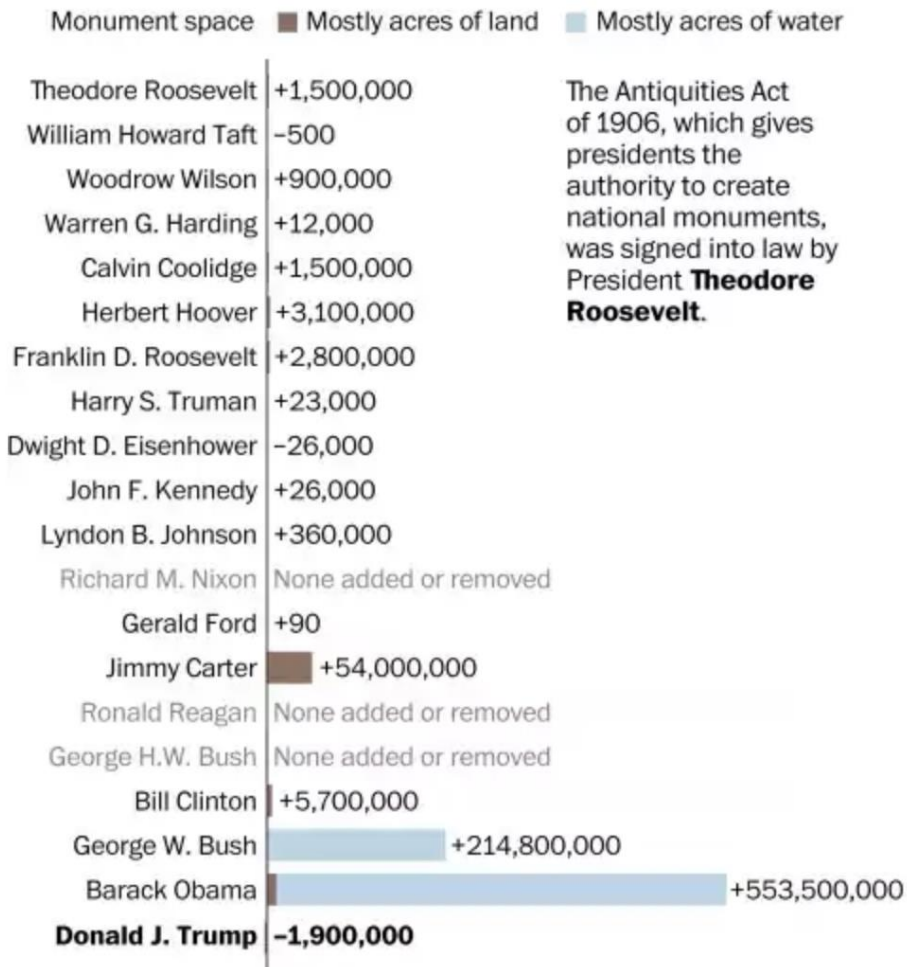 Monument space Mostly acres of land Mostly acres of water
Theodore Roosevelt +1,500,000
William Howard Taft –500
Woodrow Wilson +900,000
Warren G. Harding +12,000
Calvin Coolidge +1,500,000
Herbert Hoover +3,100,000
Franklin D. Roosevelt +2,800,000
Harry S. Truman +23,000
Dwight D. Eisenhower –26,000
John F. Kennedy +26,000
Lyndon B. Johnson +360,000
Richard M. Nixon None added or removed
Gerald Ford +90
Jimmy Carter +54,000,000
Ronald Reagan None added or removed
George H.W. Bush None added or removed
Bill Clinton +5,700,000
George W. Bush +214,800,000
Barack Obama +553,500,000
Donald J. Trump –1,900,000
The Antiquities Act
of 1906, which gives
presidents the
authority to create
national monuments,
was signed into law by
President Theodore
Roosevelt.